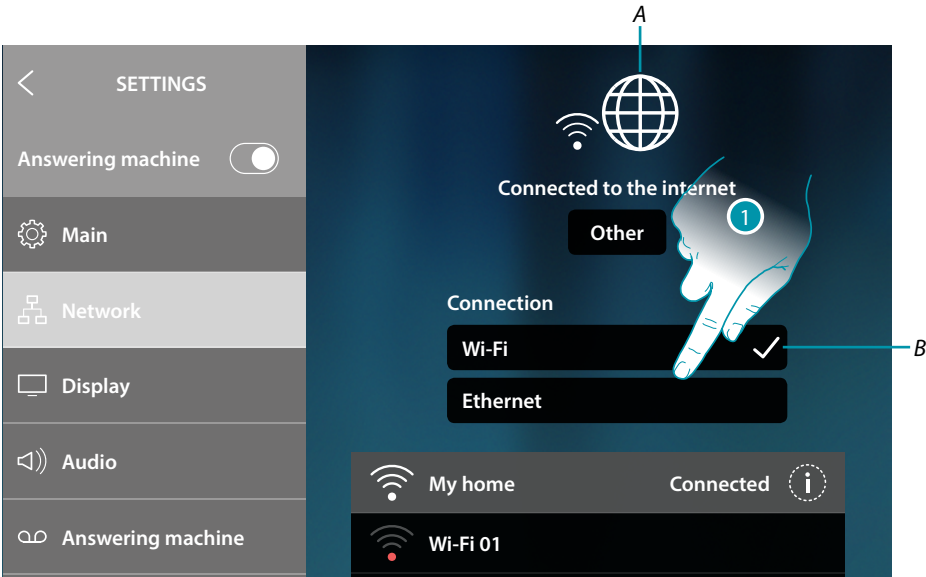 A
SETTINGS
Answering machine
Main
Network
Display
Audio
Answering machine
Connected to the internet
Other
1
Connection
Wi-Fi
B
Ethernet
My home Connected i
Wi-Fi 01